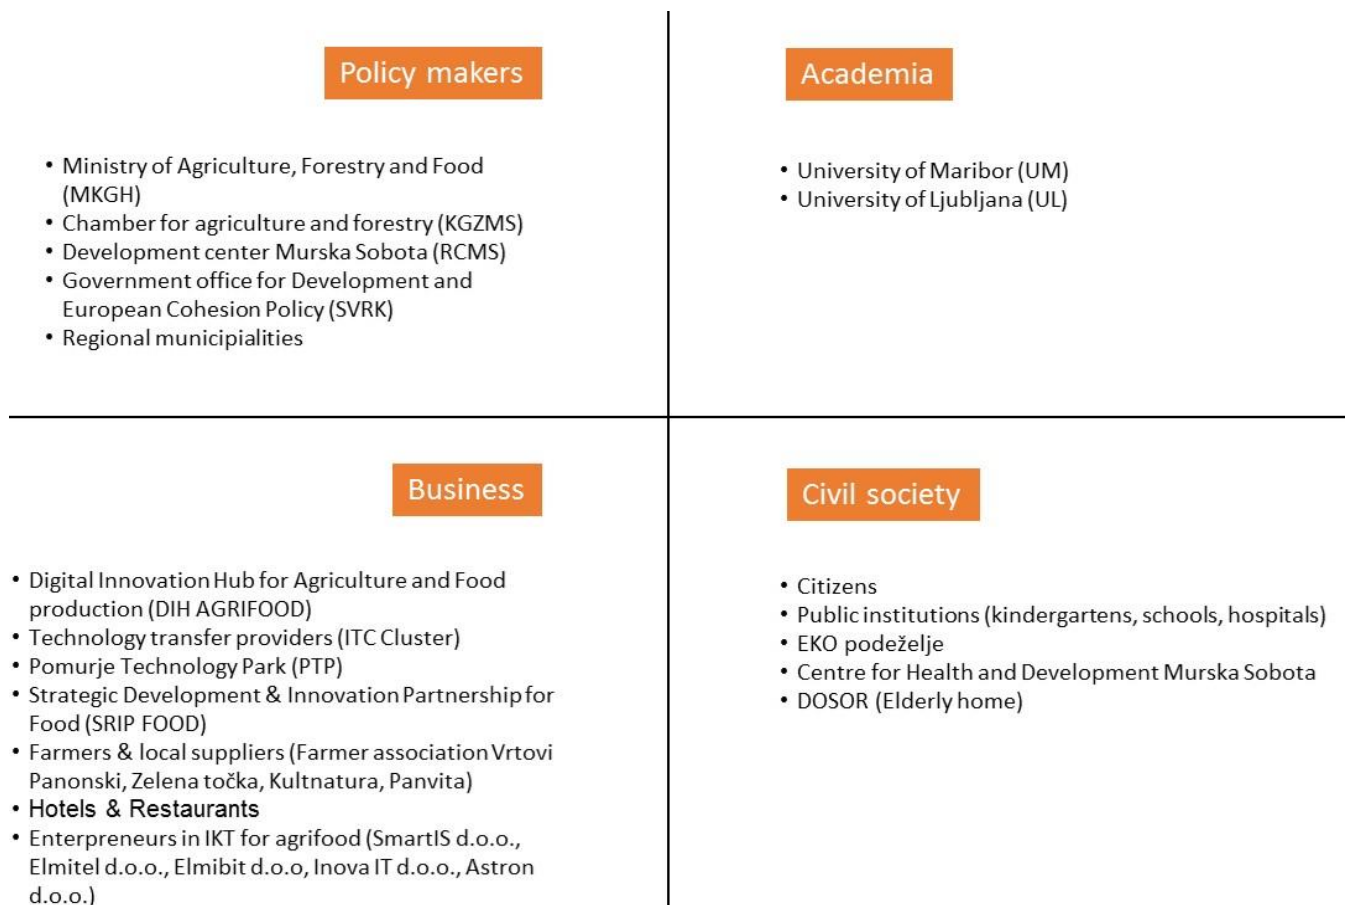 Policy makers
• Ministry of Agriculture, Forestry and Food
(MKGH)
• Chamber for agriculture and forestry (KGZMS)
• Development center Murska Sobota (RCMS)
• Government office for Development and
European Cohesion Policy (SVRK)
• Regional municipialities
Academia
• University of Maribor (UM)
• University of Ljubljana (UL)
Business
• Digital Innovation Hub for Agriculture and Food
production (DIH AGRIFOOD)
• Technology transfer providers (ITC Cluster)
• Pomurje Technology Park (PTP)
• Strategic Development & Innovation Partnership for
Food (SRIP FOOD)
• Farmers & local suppliers (Farmer association Vrtovi
Panonski, Zelena točka, Kultnatura, Panvita)
• Hotels & Restaurants
• Enterpreneurs in IKT for agrifood (SmartIS d.o.o.,
Elmitel d.o.o., Elmibit d.o.o, Inova IT d.o.o., Astron
d.o.o.)
Civil society
• Citizens
• Public institutions (kindergartens, schools, hospitals)
• EKO podeželje
• Centre for Health and Development Murska Sobota
• DOSOR (Elderly home)